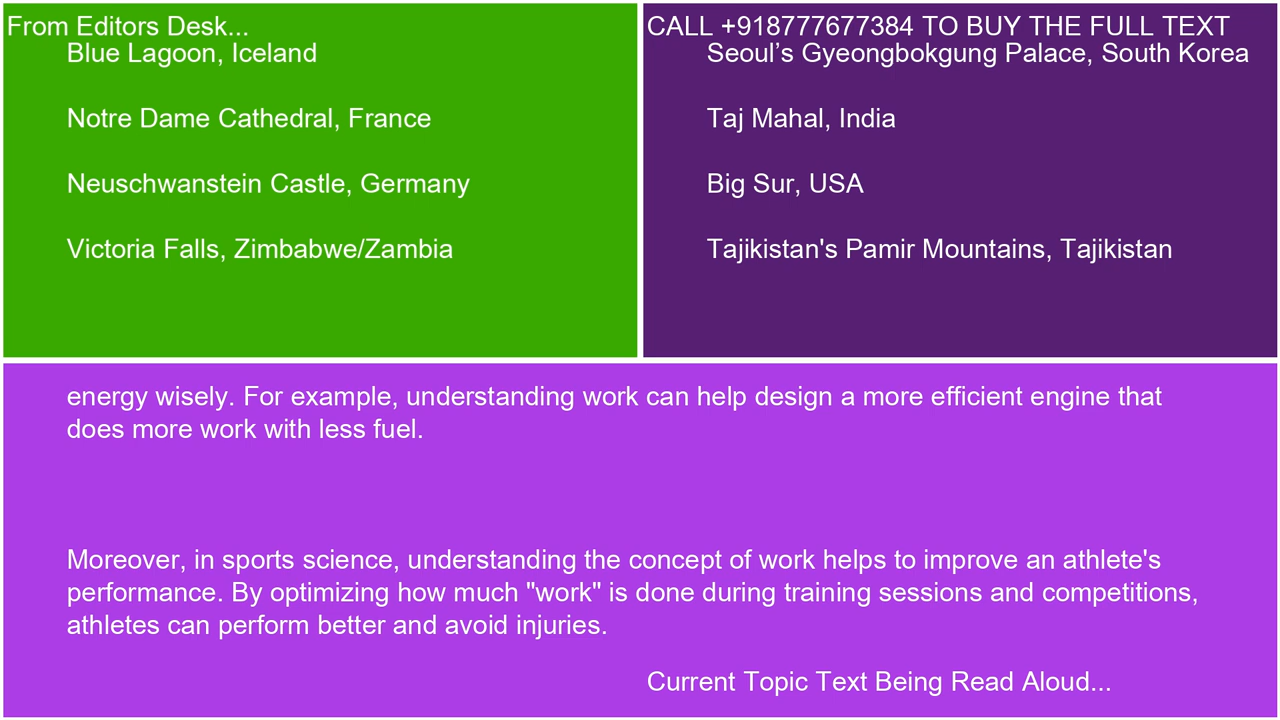 From Editors Desk...
Blue Lagoon, Iceland
Notre Dame Cathedral, France
Neuschwanstein Castle, Germany
Victoria Falls, Zimbabwe/Zambia
CALL +918777677384 TO BUY THE FULL TEXT
Seoul’s Gyeongbokgung Palace, South Korea
Taj Mahal, India
Big Sur, USA
Tajikistan's Pamir Mountains, Tajikistan
energy wisely. For example, understanding work can help design a more efficient engine that
does more work with less fuel.
Moreover, in sports science, understanding the concept of work helps to improve an athlete's
performance. By optimizing how much "work" is done during training sessions and competitions,
athletes can perform better and avoid injuries.
Current Topic Text Being Read Aloud...